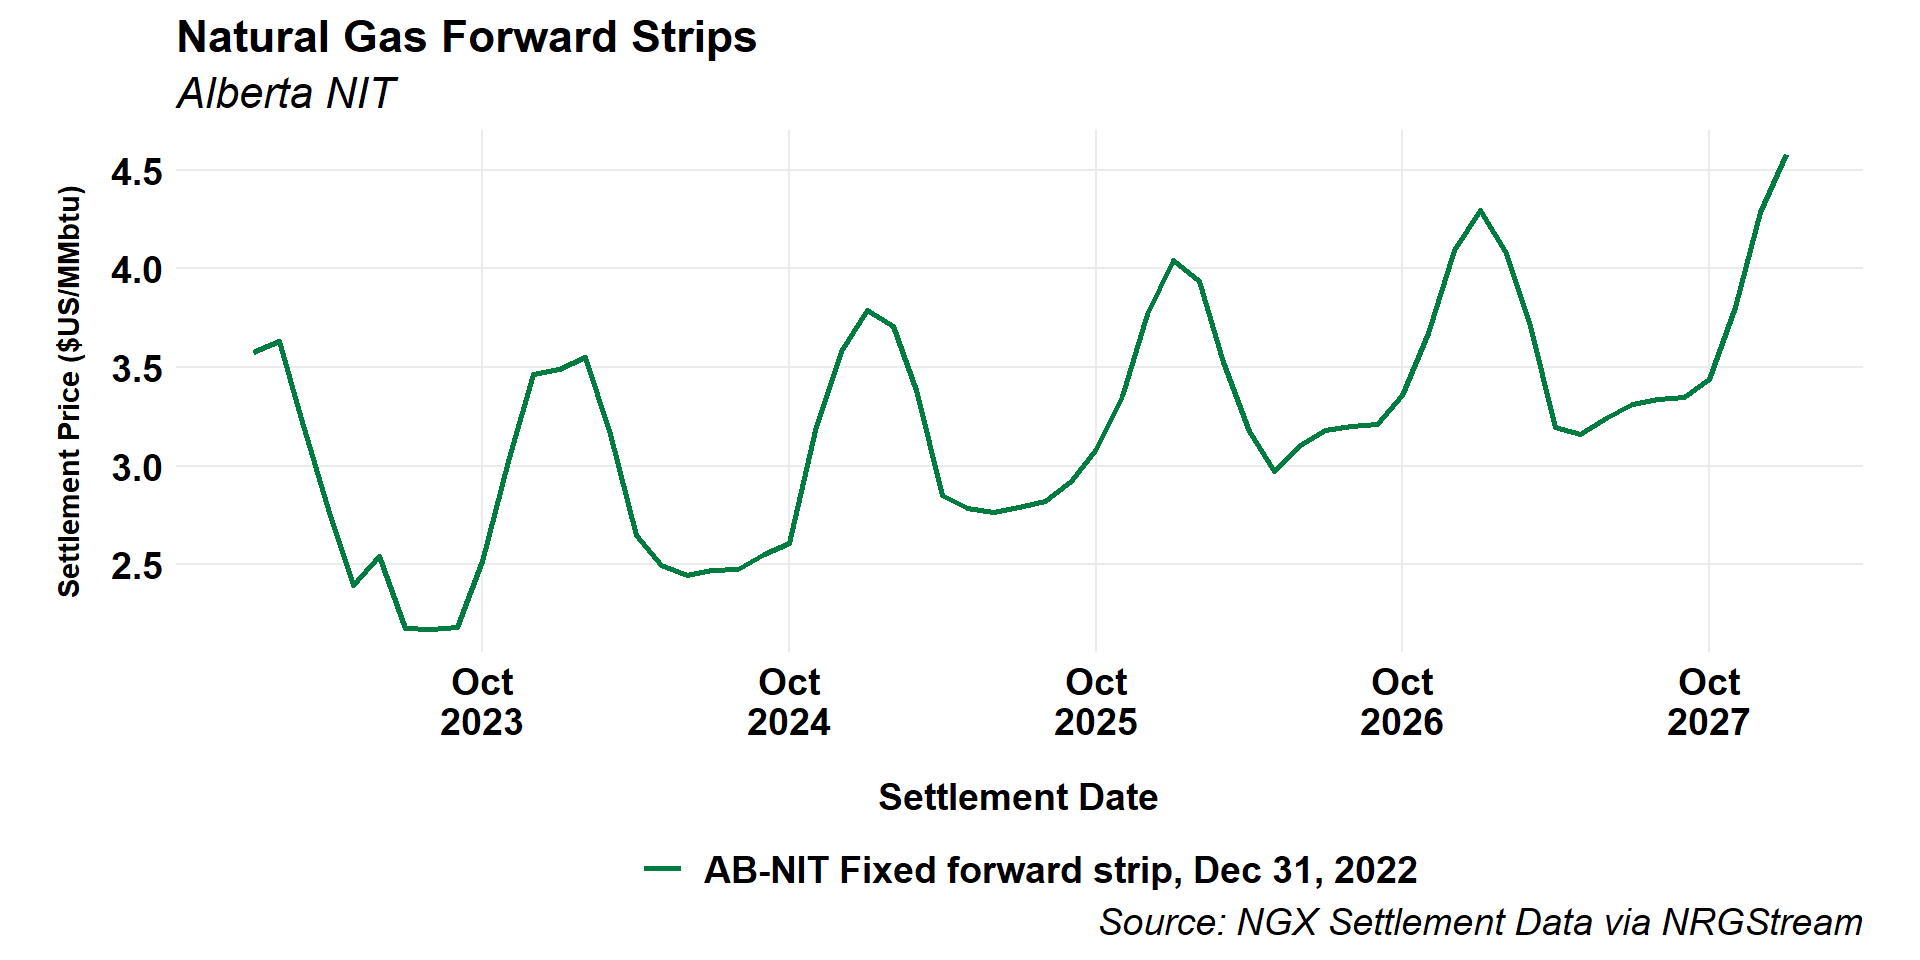 Natural Gas Forward Strips
Alberta NIT
Settlement Price ($US/MMbtu)
4.5
4.0
3.5
3.0
2.5
Oct
2023
Oct
2024
Oct
2025
Oct
2026
Oct
2027
Settlement Date
AB-NIT Fixed forward strip, Dec 31, 2022
Source: NGX Settlement Data via NRGStream